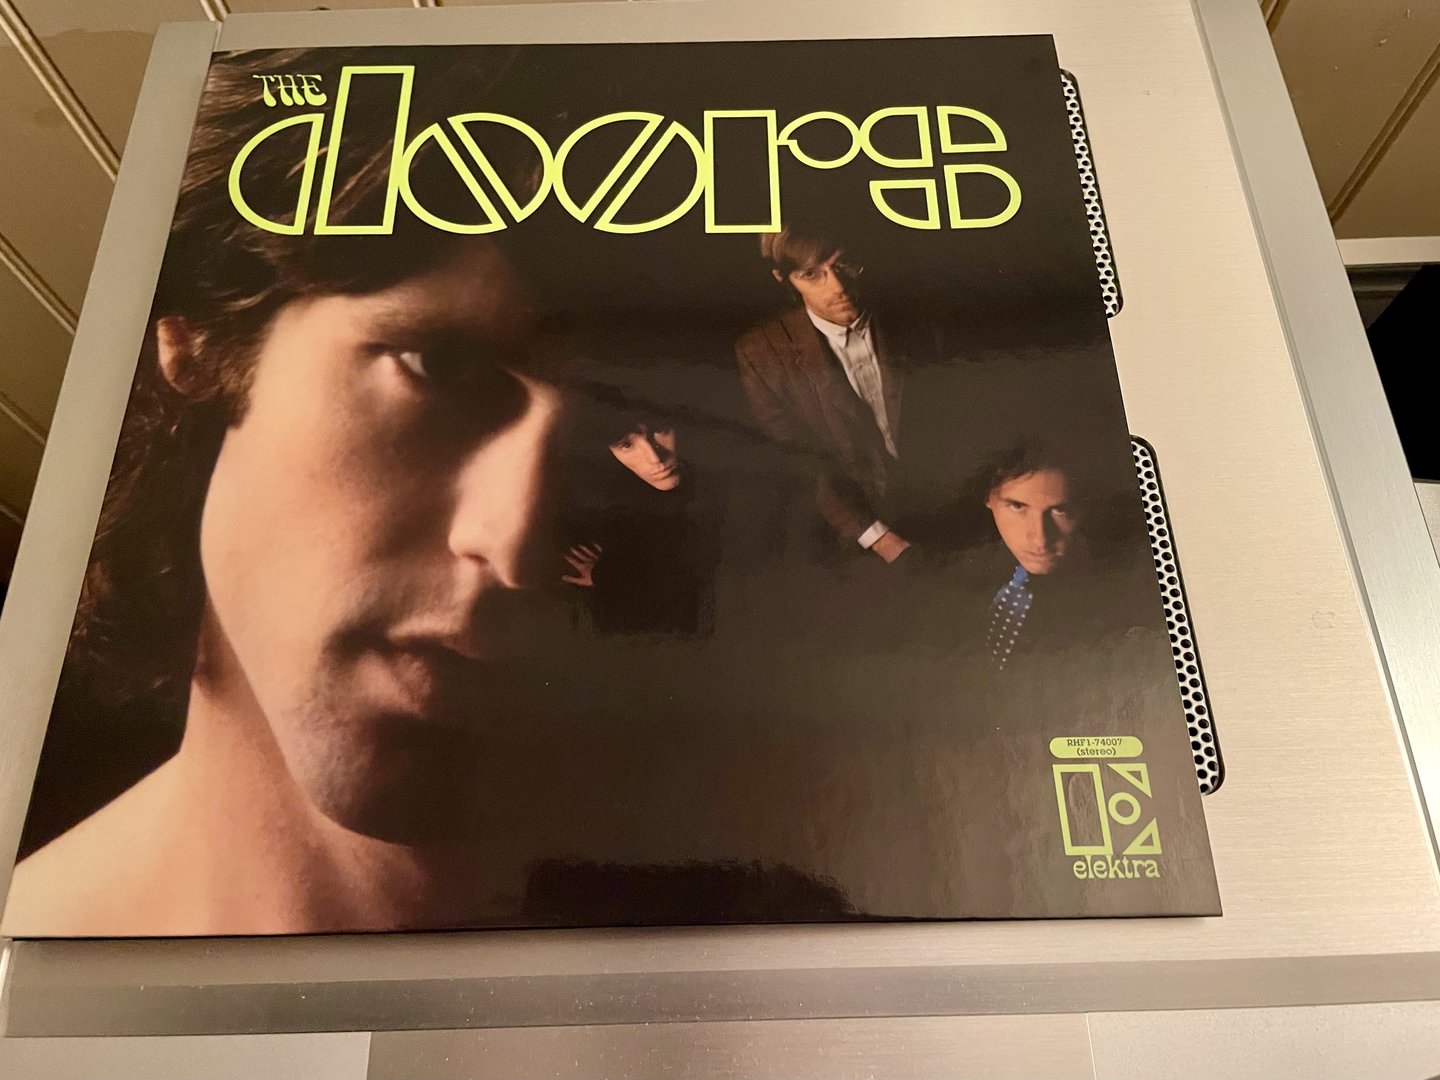 THE
doors
RHF1-74007
(stereo)
elektra